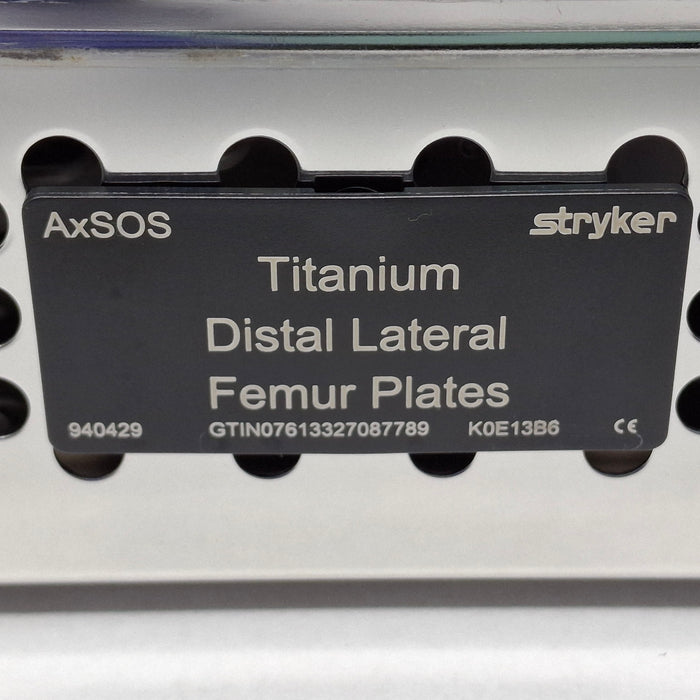 AxSOS stryker
Titanium
Distal Lateral
Femur Plates
940429 GTIN07613327087789 K0E13B6 CE